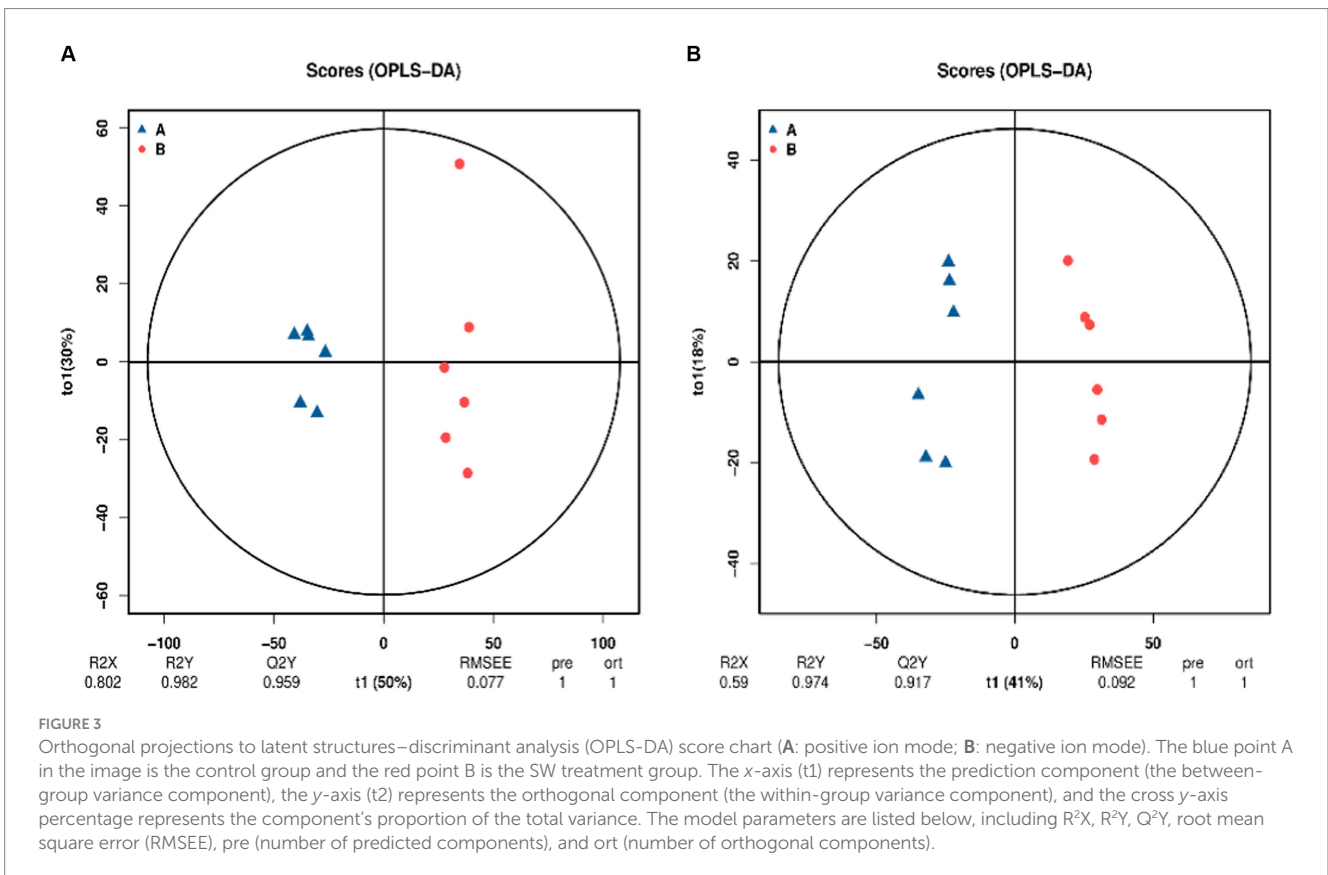 A
Scores (OPLS−DA)
A
B
60
40
20
0
−20
−40
−60
to1(30%)
−100
−50
0
50
100
R2X R2Y Q2Y RMSEE pre ort
0.802 0.982 0.959 t1 (50%) 0.077 1 1
B
Scores (OPLS−DA)
A
B
40
20
0
−20
−40
to1(18%)
−50
0
50
R2X R2Y Q2Y RMSEE pre ort
0.59 0.974 0.917 t1 (41%) 0.092 1 1
FIGURE 3
Orthogonal projections to latent structures–discriminant analysis (OPLS-DA) score chart (A: positive ion mode; B: negative ion mode). The blue point A
in the image is the control group and the red point B is the SW treatment group. The x-axis (t1) represents the prediction component (the between-
group variance component), the y-axis (t2) represents the orthogonal component (the within-group variance component), and the cross y-axis
percentage represents the component's proportion of the total variance. The model parameters are listed below, including R²X, R²Y, Q²Y, root mean
square error (RMSEE), pre (number of predicted components), and ort (number of orthogonal components).